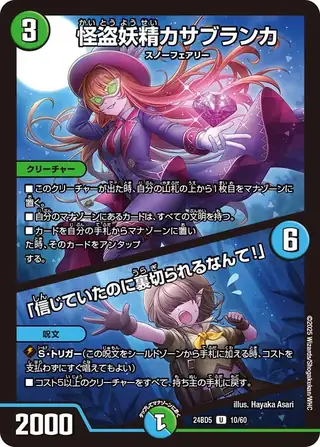 3
かいとうようせい
怪盗妖精カサブランカ
スノーフェアリー
クリーチャー
■このクリーチャーが出た時、自分の山札の上から1枚目をマナゾーンに
置く。
■自分のマナゾーンにあるカードは、すべての文明を持つ。
■カードを自分の手札からマナゾーンに置い
た時、そのカードをアンタップ
する。
6
「信じていたのに裏切られるなんて!」
呪文
S・トリガー(この呪文をシールドゾーンから手札に加える時、コストを
支払わずにすぐ唱えてもよい)
■コスト5以上のクリーチャーをすべて、持ち主の手札に戻す。
illus. Hayaka Asari
2000
1
24BD5 U 10/60
©2025 Wizards/Shogakukan/WHC